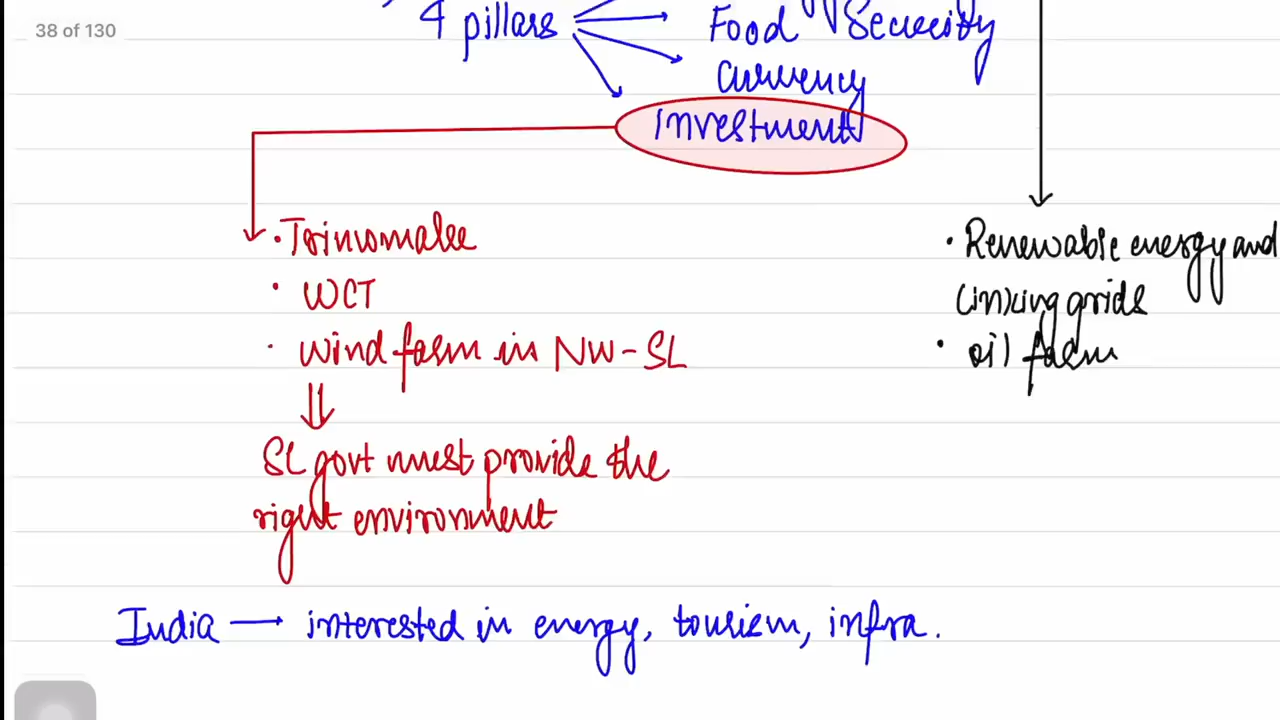 38 of 130
4 pillars
Food Security
Currency
Investment
• Trincomalee
• WCT
• wind farm in NW-SL
SL govt must provide the
right environment
• Renewable energy and
linking grids
• oil farm
India → interested in energy, tourism, infra.